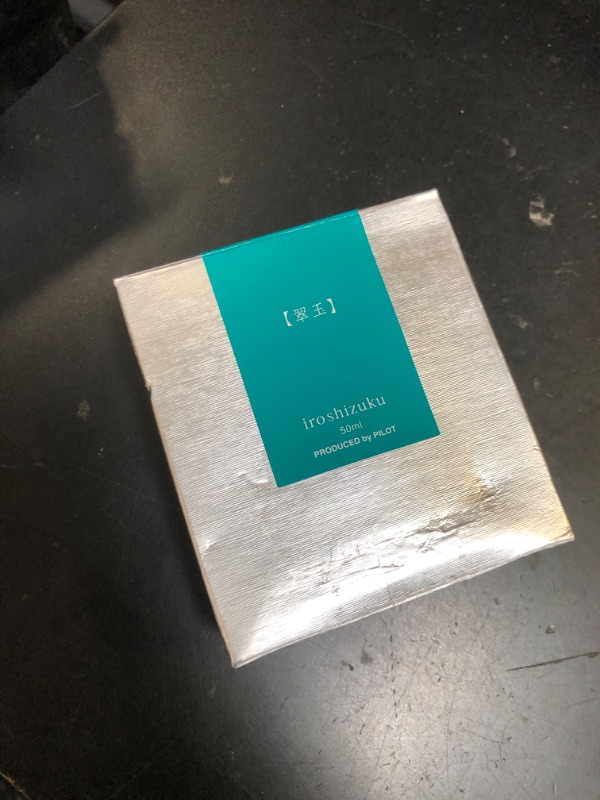 【翠玉】
iroshizuku
50ml
PRODUCED by PILOT